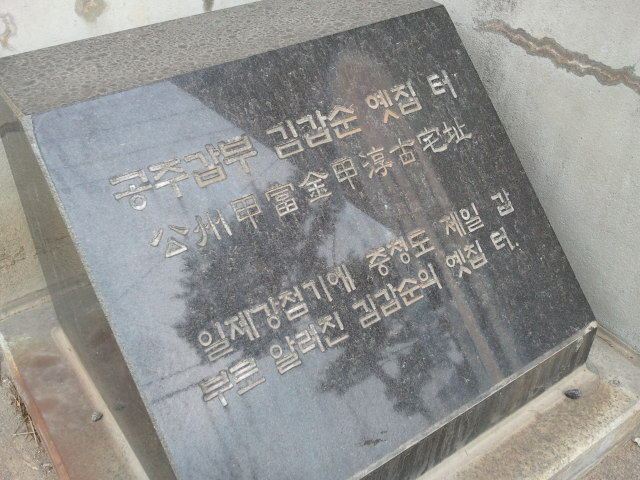 공주갑부 김갑순 옛집 터
公州甲富金甲淳古宅址
일제강점기에 충청도 제일 갑
부로 알려진 김갑순의 옛집 터.